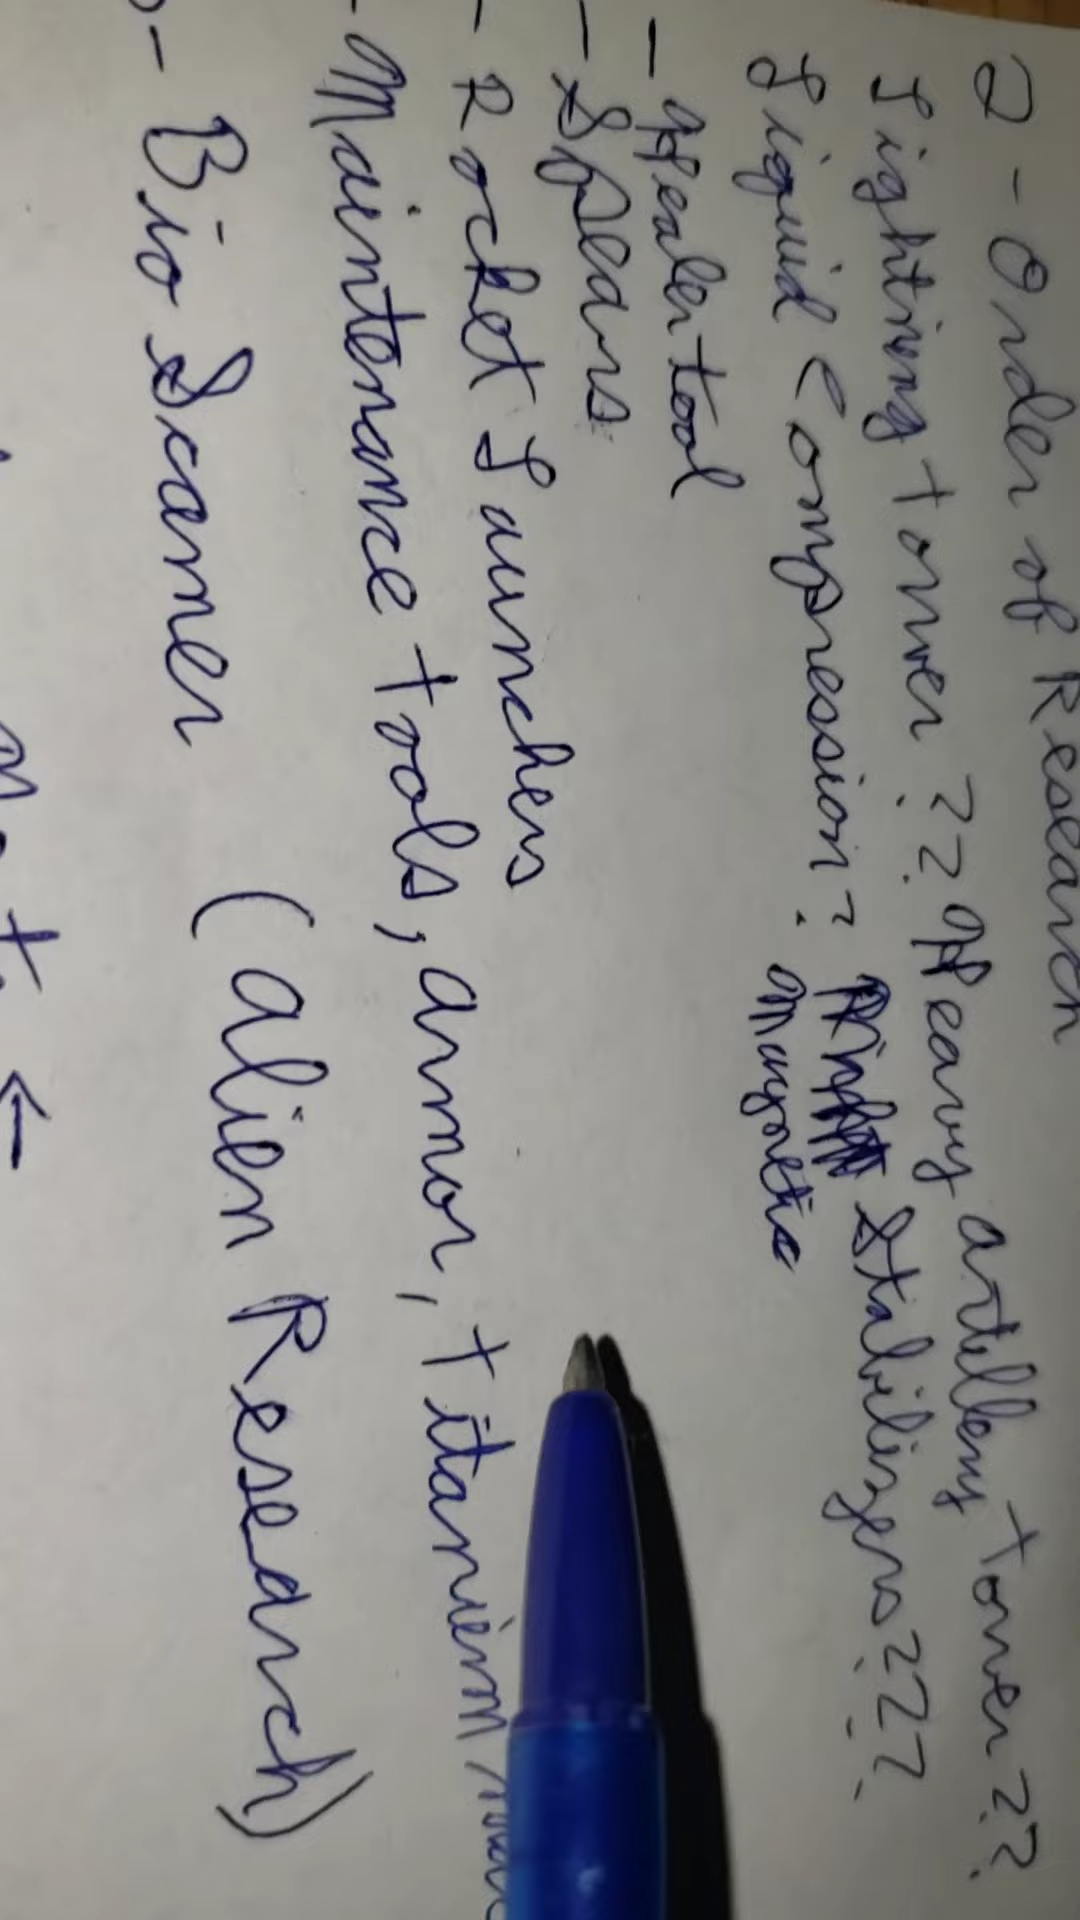 2 - Order of Research
Lighting tower ?? Heavy artillery tower ??
Liquid Compression? Stabilizers???
Magnetic
- Healer tool
- Spears
- Rocket Launchers
- Maintenance tools, armor, titanium
- Bio Scanner (alien Research)